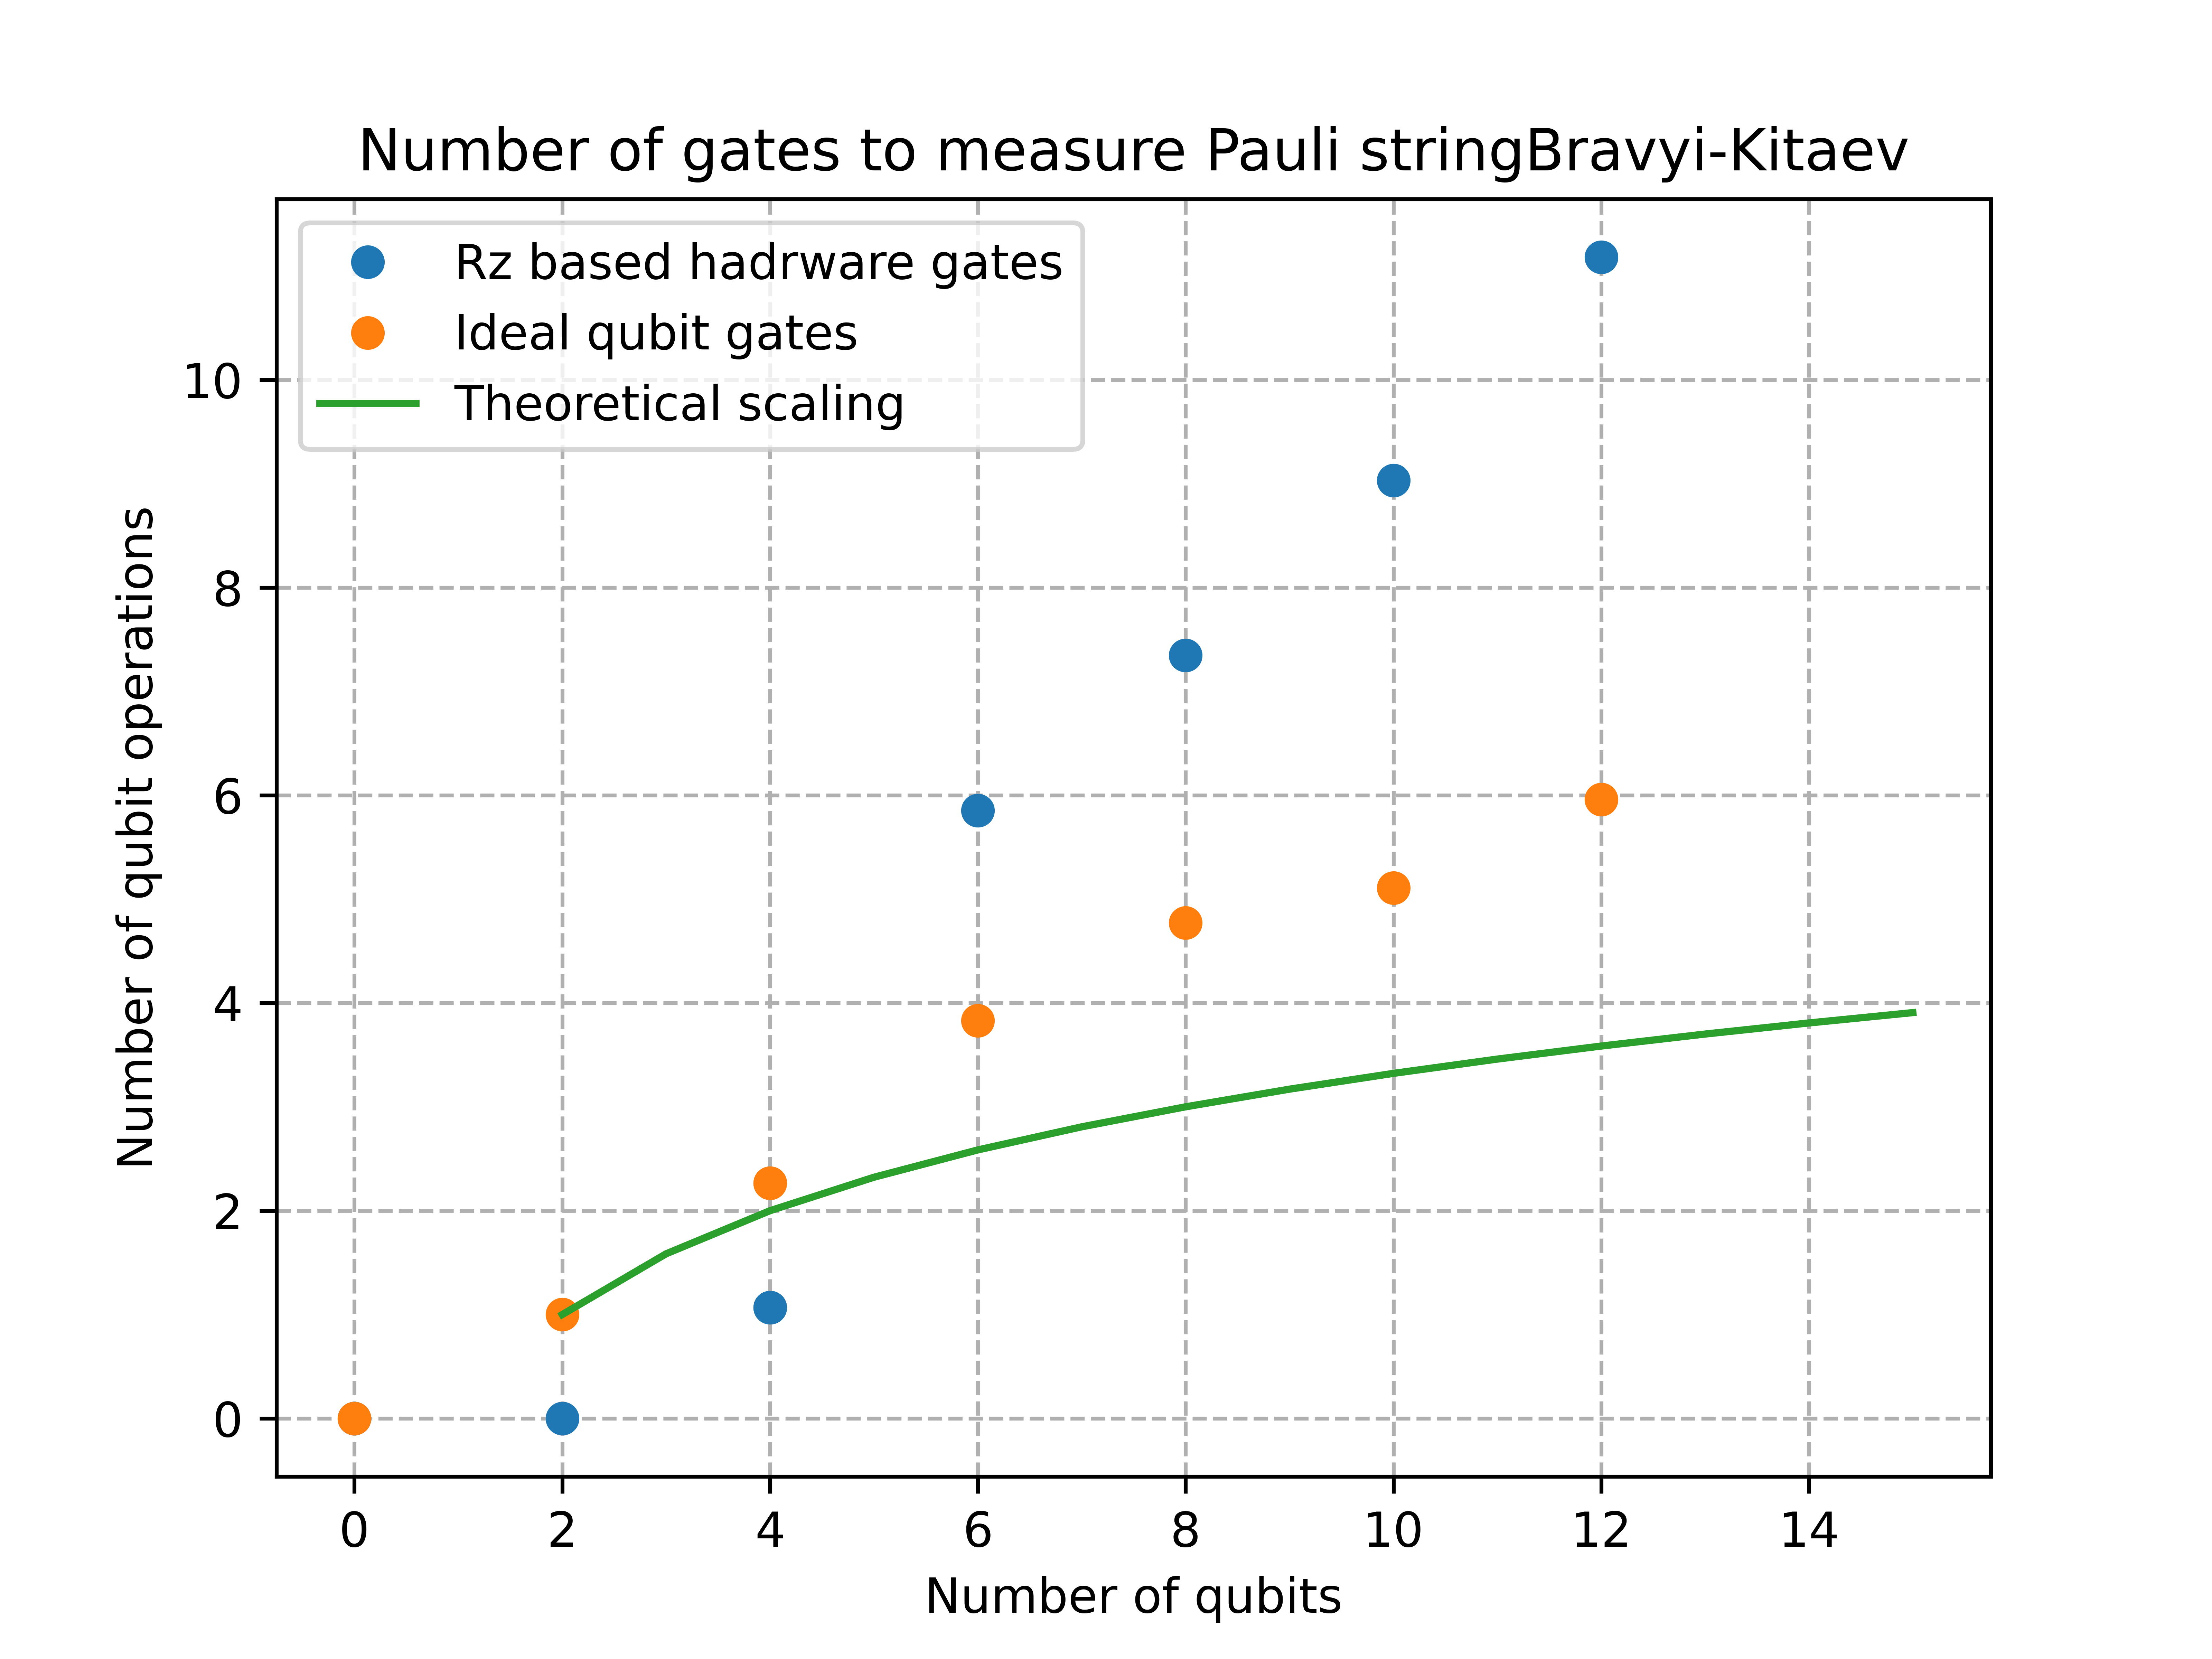 Number of gates to measure Pauli stringBravyi-Kitaev
Rz based hadrware gates
Ideal qubit gates
Theoretical scaling
Number of qubit operations
10
8
6
4
2
0
0 2 4 6 8 10 12 14
Number of qubits